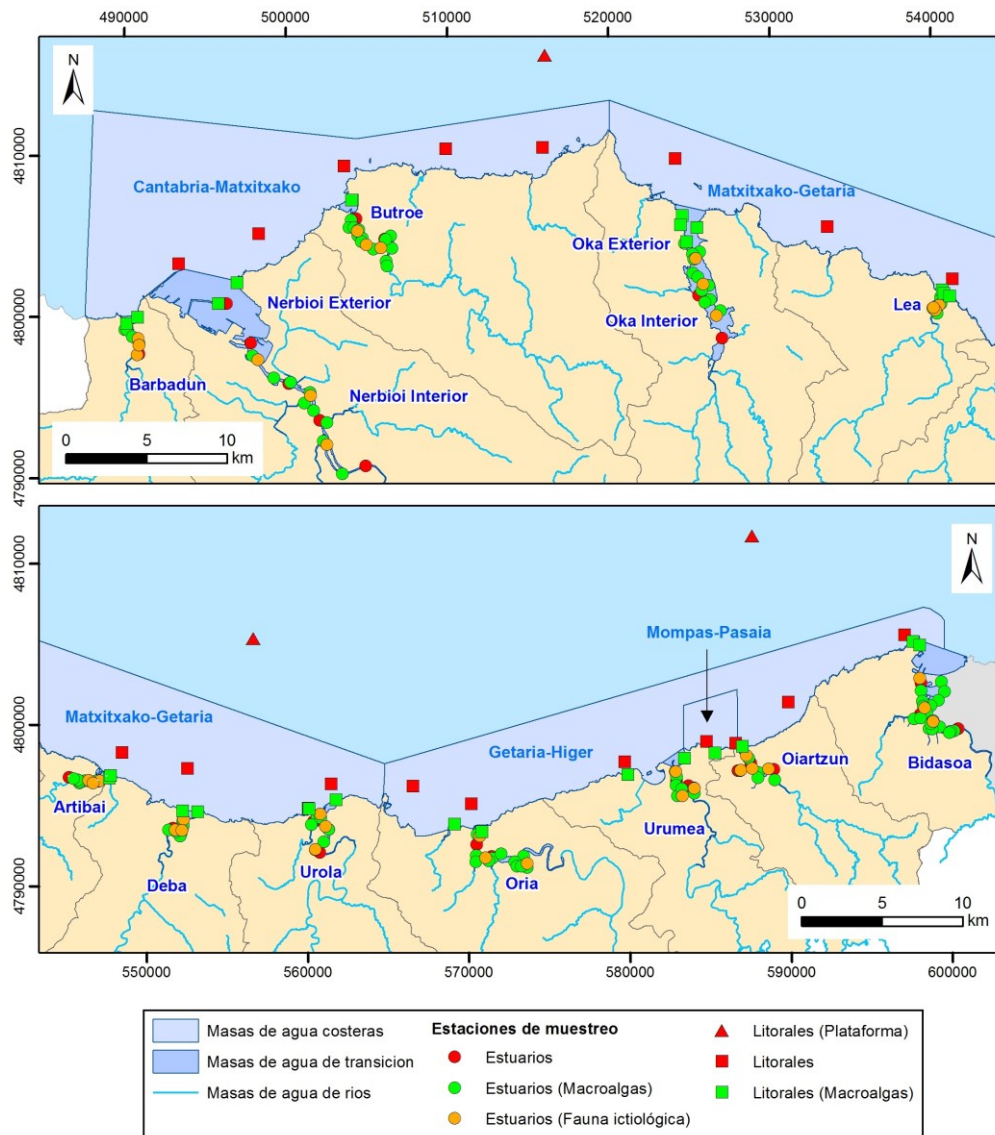 490000 500000 510000 520000 530000 540000
N
4810000
Cantabria-Matxitxako
Matxitxako-Getaria
Butroe
Oka Exterior
Nerbioi Exterior
Lea
4800000
Oka Interior
Barbadun
Nerbioi Interior
0 5 10
km
4790000
N
4810000
Mompas-Pasaia
Matxitxako-Getaria
4800000
Getaria-Higer
Oiartzun
Bidasoa
Artibai
Urumea
Deba
Urola
Oria
4790000
0 5 10
km
550000 560000 570000 580000 590000 600000
Masas de agua costeras
Masas de agua de transicion
Masas de agua de rios
Estaciones de muestreo
Estuarios
Estuarios (Macroalgas)
Estuarios (Fauna ictiológica)
Litorales (Plataforma)
Litorales
Litorales (Macroalgas)